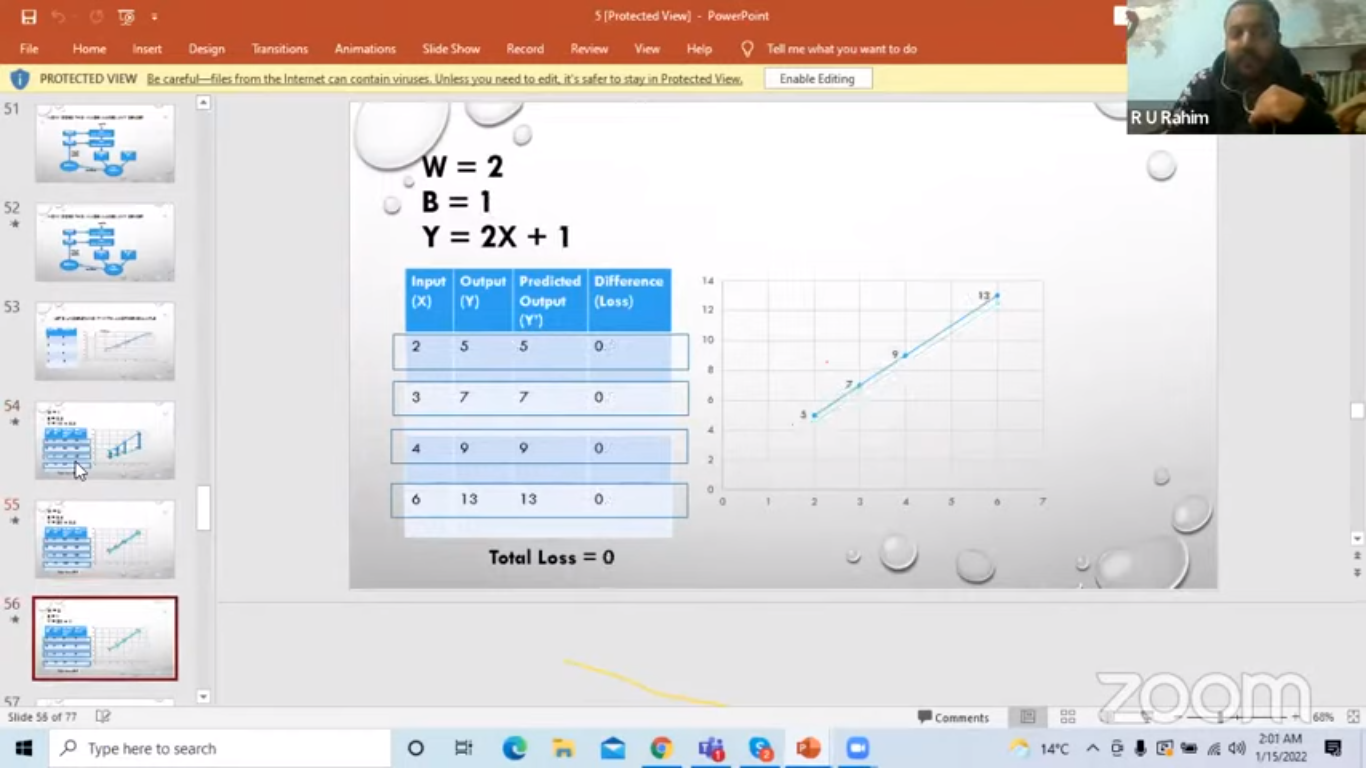 5 [Protected View] - PowerPoint
File Home Insert Design Transitions Animations Slide Show Record Review View Help Tell me what you want to do
PROTECTED VIEW Be careful—files from the Internet can contain viruses. Unless you need to edit, it's safer to stay in Protected View. Enable Editing
R U Rahim
51
52
53
54
55
56
57
W = 2
B = 1
Y = 2X + 1
Input Output Predicted Difference
(X) (Y) Output (Loss)
(Y')
2 5 5 0
3 7 7 0
4 9 9 0
6 13 13 0
Total Loss = 0
14
12
10
8
6
4
2
0
0 1 2 3 4 5 6 7
5
7
9
13
zoom
Slide 56 of 77
Comments
68%
Type here to search
14°C
2:01 AM
1/15/2022